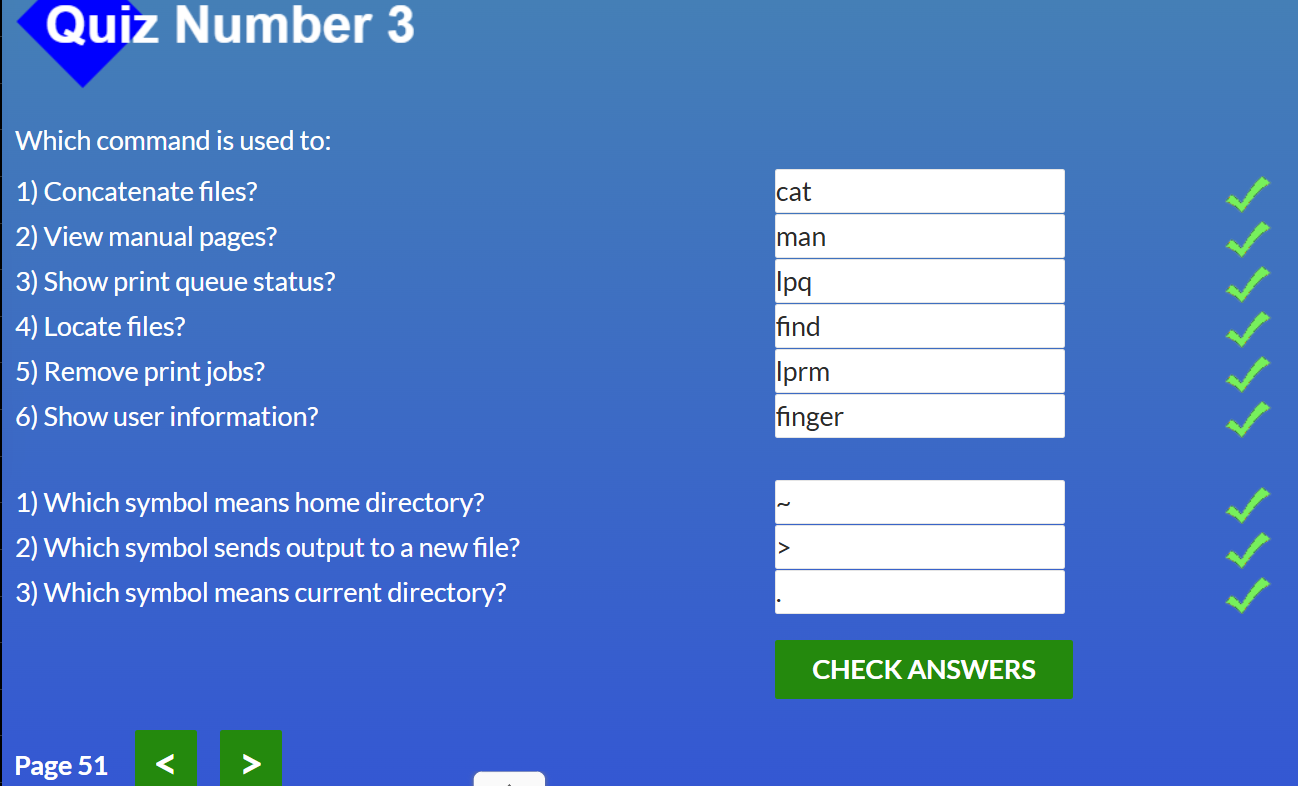 Quiz Number 3
Which command is used to:
1) Concatenate files? cat
2) View manual pages? man
3) Show print queue status? lpq
4) Locate files? find
5) Remove print jobs? lprm
6) Show user information? finger
1) Which symbol means home directory? ~
2) Which symbol sends output to a new file? >
3) Which symbol means current directory? .
CHECK ANSWERS
Page 51 < >